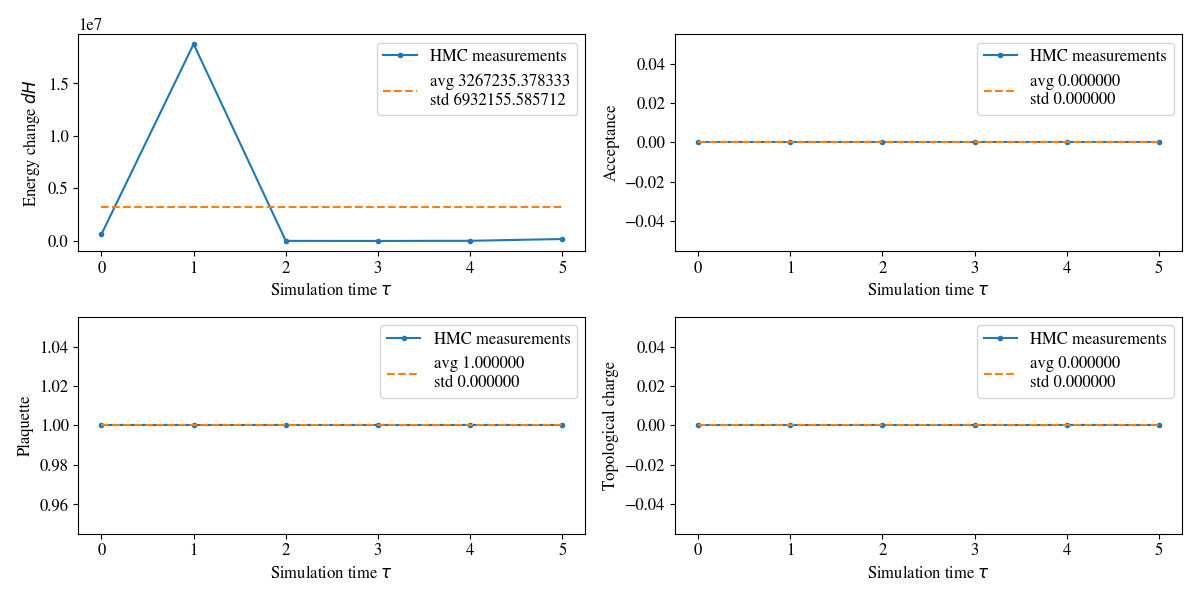 1e7
Energy change dH
1.5
1.0
0.5
0.0
0 1 2 3 4 5
Simulation time τ
HMC measurements
avg 3267235.378333
std 6932155.585712
Acceptance
0.04
0.02
0.00
−0.02
−0.04
0 1 2 3 4 5
Simulation time τ
HMC measurements
avg 0.000000
std 0.000000
Plaquette
1.04
1.02
1.00
0.98
0.96
0 1 2 3 4 5
Simulation time τ
HMC measurements
avg 1.000000
std 0.000000
Topological charge
0.04
0.02
0.00
−0.02
−0.04
0 1 2 3 4 5
Simulation time τ
HMC measurements
avg 0.000000
std 0.000000